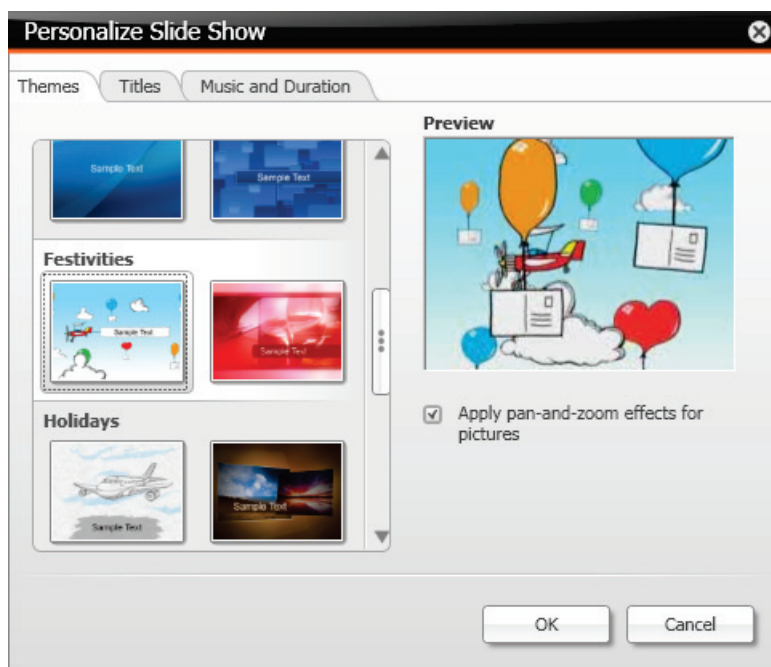 Personalize Slide Show
Themes Titles Music and Duration
Preview
Sample Text Sample Text
Festivities
Sample Text Sample Text
Apply pan-and-zoom effects for
pictures
Holidays
Sample Text Sample Text
OK Cancel